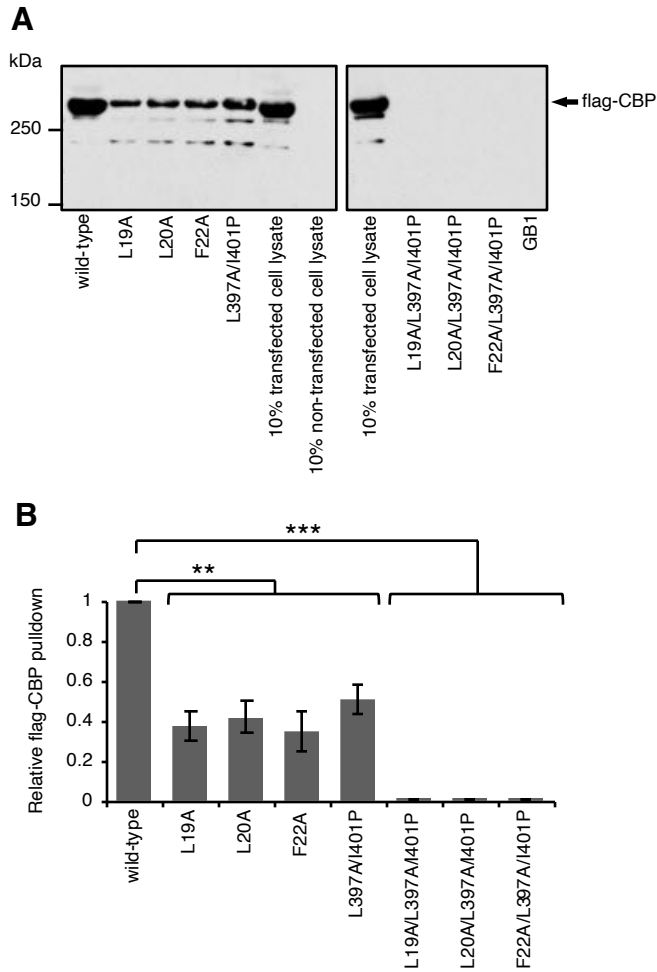 A
kDa
250
150
flag-CBP
wild-type
L19A
L20A
F22A
L397A/I401P
10% transfected cell lysate
10% non-transfected cell lysate
10% transfected cell lysate
L19A/L397A/I401P
L20A/L397A/I401P
F22A/L397A/I401P
GB1
B
***
**
Relative flag-CBP pulldown
1
0.8
0.6
0.4
0.2
0
wild-type
L19A
L20A
F22A
L397A/I401P
L19A/L397A/I401P
L20A/L397A/I401P
F22A/L397A/I401P